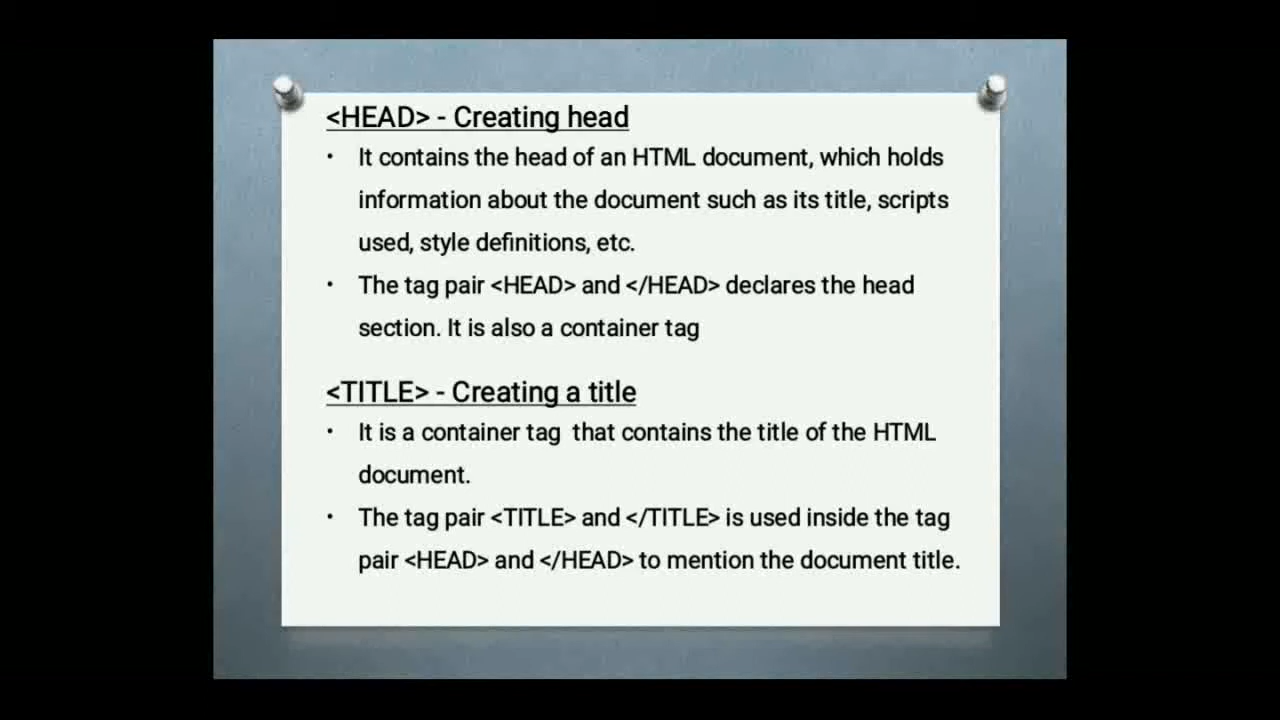 <HEAD> - Creating head
• It contains the head of an HTML document, which holds
information about the document such as its title, scripts
used, style definitions, etc.
• The tag pair <HEAD> and </HEAD> declares the head
section. It is also a container tag
<TITLE> - Creating a title
• It is a container tag  that contains the title of the HTML
document.
• The tag pair <TITLE> and </TITLE> is used inside the tag
pair <HEAD> and </HEAD> to mention the document title.